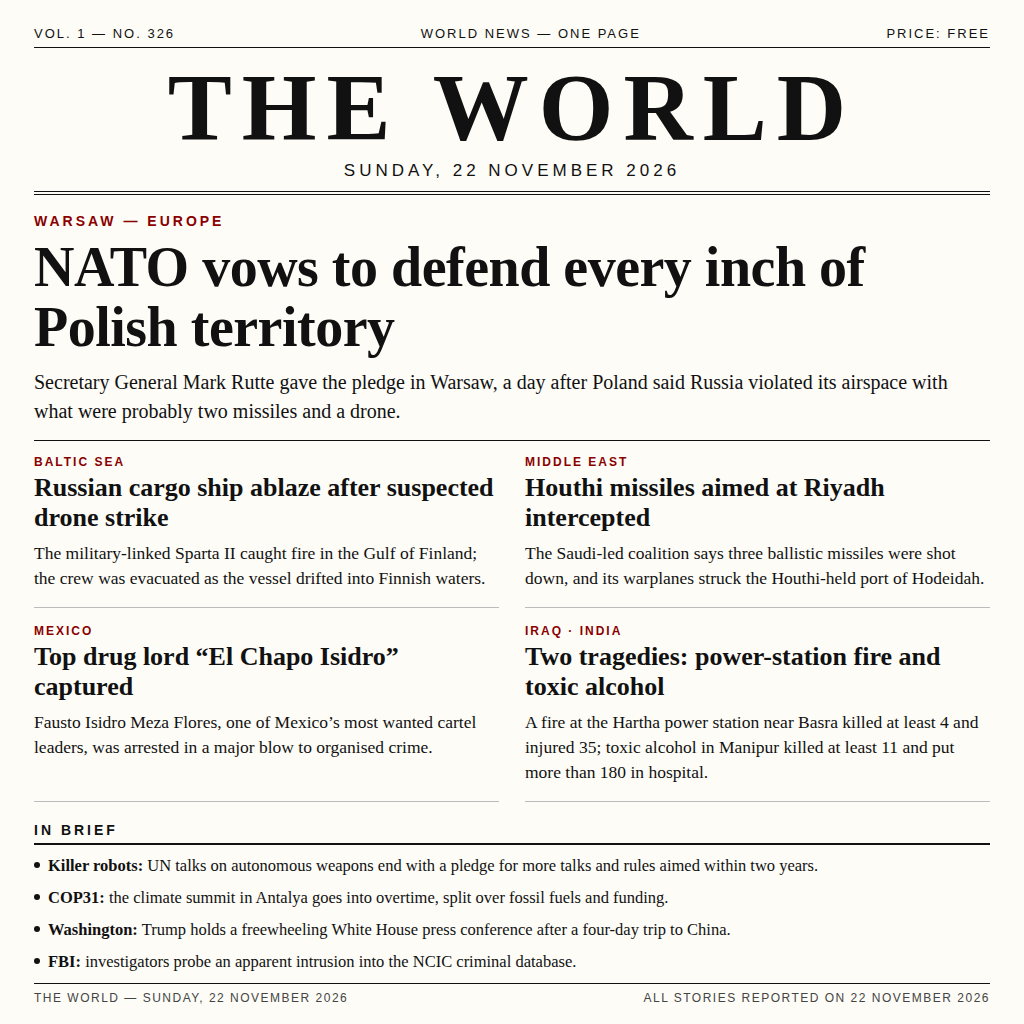 VOL. 1 — NO. 326
WORLD NEWS — ONE PAGE
PRICE: FREE
THE WORLD
SUNDAY, 22 NOVEMBER 2026
WARSAW — EUROPE
NATO vows to defend every inch of
Polish territory
Secretary General Mark Rutte gave the pledge in Warsaw, a day after Poland said Russia violated its airspace with
what were probably two missiles and a drone.
BALTIC SEA
Russian cargo ship ablaze after suspected
drone strike
The military-linked Sparta II caught fire in the Gulf of Finland;
the crew was evacuated as the vessel drifted into Finnish waters.
MIDDLE EAST
Houthi missiles aimed at Riyadh
intercepted
The Saudi-led coalition says three ballistic missiles were shot
down, and its warplanes struck the Houthi-held port of Hodeidah.
MEXICO
Top drug lord “El Chapo Isidro”
captured
Fausto Isidro Meza Flores, one of Mexico’s most wanted cartel
leaders, was arrested in a major blow to organised crime.
IRAQ · INDIA
Two tragedies: power-station fire and
toxic alcohol
A fire at the Hartha power station near Basra killed at least 4 and
injured 35; toxic alcohol in Manipur killed at least 11 and put
more than 180 in hospital.
IN BRIEF
• Killer robots: UN talks on autonomous weapons end with a pledge for more talks and rules aimed within two years.
• COP31: the climate summit in Antalya goes into overtime, split over fossil fuels and funding.
• Washington: Trump holds a freewheeling White House press conference after a four-day trip to China.
• FBI: investigators probe an apparent intrusion into the NCIC criminal database.
THE WORLD — SUNDAY, 22 NOVEMBER 2026
ALL STORIES REPORTED ON 22 NOVEMBER 2026